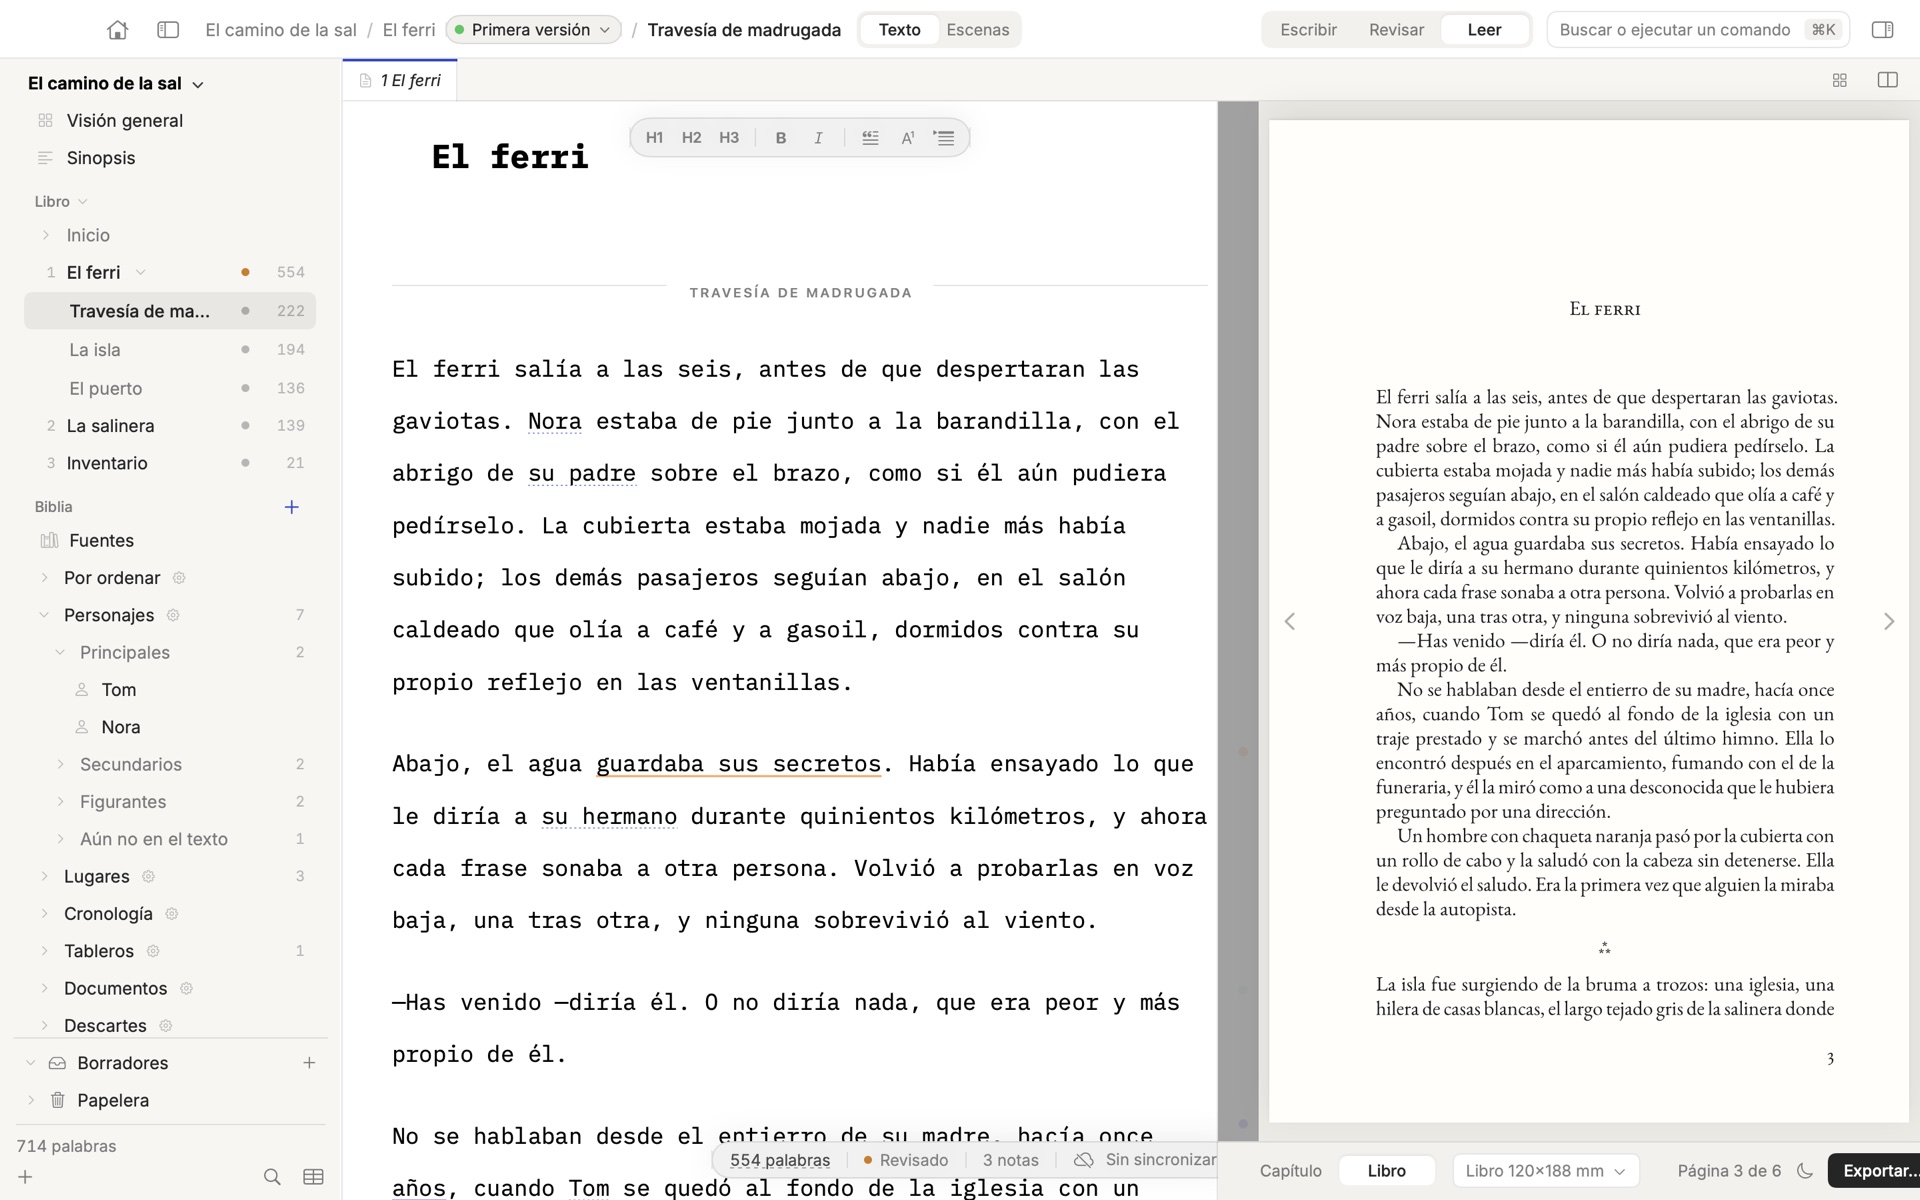 El camino de la sal / El ferri Primera versión / Travesía de madrugada Texto Escenas Escribir Revisar Leer Buscar o ejecutar un comando ⌘K
El camino de la sal
Visión general
Sinopsis
Libro
Inicio
1 El ferri 554
Travesía de ma... 222
La isla 194
El puerto 136
2 La salinera 139
3 Inventario 21
Biblia +
Fuentes
Por ordenar
Personajes 7
Principales 2
Tom
Nora
Secundarios 2
Figurantes 2
Aún no en el texto 1
Lugares 3
Cronología
Tableros 1
Documentos
Descartes
Borradores +
Papelera
714 palabras
+
1 El ferri
H1 H2 H3 B I A¹
El ferri
TRAVESÍA DE MADRUGADA
El ferri salía a las seis, antes de que despertaran las
gaviotas. Nora estaba de pie junto a la barandilla, con el
abrigo de su padre sobre el brazo, como si él aún pudiera
pedírselo. La cubierta estaba mojada y nadie más había
subido; los demás pasajeros seguían abajo, en el salón
caldeado que olía a café y a gasoil, dormidos contra su
propio reflejo en las ventanillas.
Abajo, el agua guardaba sus secretos. Había ensayado lo que
le diría a su hermano durante quinientos kilómetros, y ahora
cada frase sonaba a otra persona. Volvió a probarlas en voz
baja, una tras otra, y ninguna sobrevivió al viento.
—Has venido —diría él. O no diría nada, que era peor y más
propio de él.
No se hablaban desde el entierro de su madre, hacía once
años, cuando Tom se quedó al fondo de la iglesia con un
554 palabras Revisado 3 notas Sin sincronizar
El ferri
El ferri salía a las seis, antes de que despertaran las gaviotas.
Nora estaba de pie junto a la barandilla, con el abrigo de su
padre sobre el brazo, como si él aún pudiera pedírselo. La
cubierta estaba mojada y nadie más había subido; los demás
pasajeros seguían abajo, en el salón caldeado que olía a café y
a gasoil, dormidos contra su propio reflejo en las ventanillas.
Abajo, el agua guardaba sus secretos. Había ensayado lo
que le diría a su hermano durante quinientos kilómetros, y
ahora cada frase sonaba a otra persona. Volvió a probarlas en
voz baja, una tras otra, y ninguna sobrevivió al viento.
—Has venido —diría él. O no diría nada, que era peor y
más propio de él.
No se hablaban desde el entierro de su madre, hacía once
años, cuando Tom se quedó al fondo de la iglesia con un
traje prestado y se marchó antes del último himno. Ella lo
encontró después en el aparcamiento, fumando con el de la
funeraria, y él la miró como a una desconocida que le hubiera
preguntado por una dirección.
Un hombre con chaqueta naranja pasó por la cubierta con
un rollo de cabo y la saludó con la cabeza sin detenerse. Ella
le devolvió el saludo. Era la primera vez que alguien la miraba
desde la autopista.
⁂
La isla fue surgiendo de la bruma a trozos: una iglesia, una
hilera de casas blancas, el largo tejado gris de la salinera donde
3
Capítulo Libro Libro 120×188 mm Página 3 de 6 Exportar...